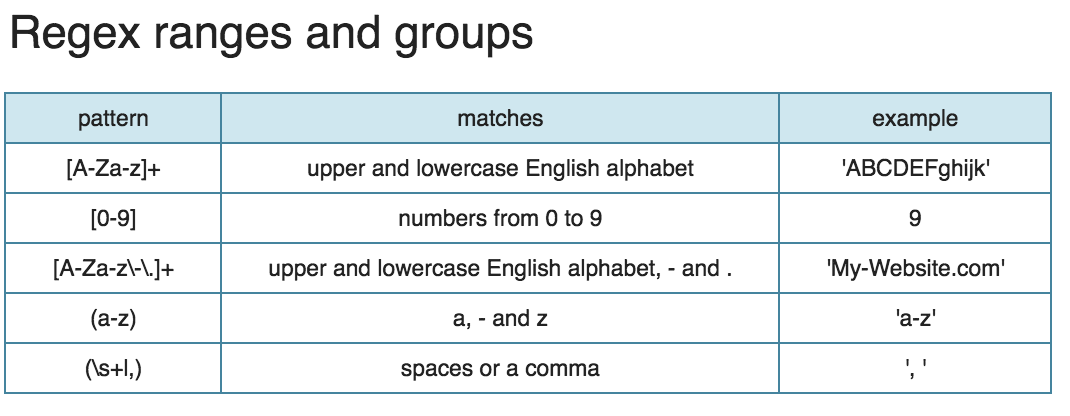 Regex ranges and groups
pattern matches example
[A-Za-z]+ upper and lowercase English alphabet 'ABCDEFghijk'
[0-9] numbers from 0 to 9 9
[A-Za-z\-\.]+ upper and lowercase English alphabet, - and . 'My-Website.com'
(a-z) a, - and z 'a-z'
(\s+l,) spaces or a comma ', '